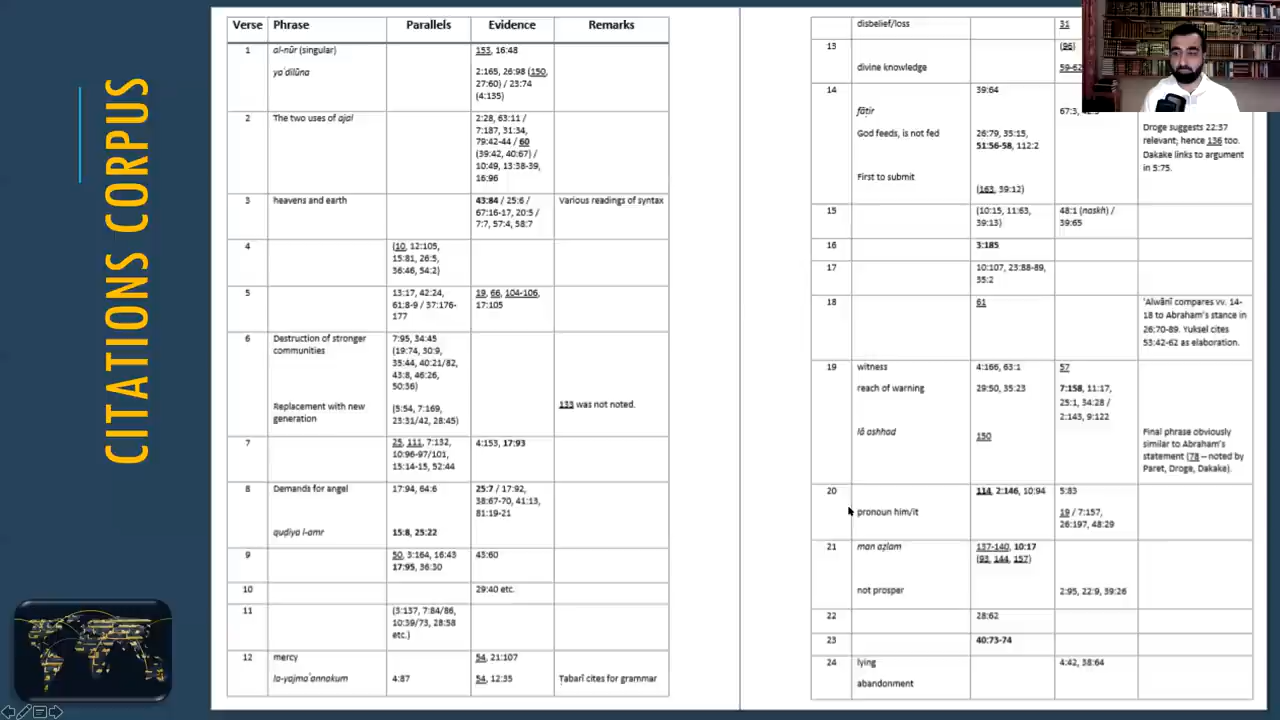 CITATIONS CORPUS
Verse Phrase Parallels Evidence Remarks
1 al-nūr (singular) 153, 16:48
yaʿdilūna 2:165, 26:98 (150,
27:60) / 23:74
(4:135)
2 The two uses of ajal 2:28, 63:11 /
7:187, 31:34,
79:42-44 / 60
(39:42, 40:67) /
10:49, 13:38-39,
16:96
3 heavens and earth 43:84 / 25:6 / Various readings of syntax
67:16-17, 20:5 /
7:7, 57:4, 58:7
4 (10, 12:105,
15:81, 26:5,
36:46, 54:2)
5 13:17, 42:24, 19, 66, 104-106,
61:8-9 / 37:176- 17:105
177
6 Destruction of stronger 7:95, 34:45
communities (19:74, 30:9,
35:44, 40:21/82,
43:8, 46:26,
50:36)
Replacement with new (5:54, 7:169, 133 was not noted.
generation 23:31/42, 28:45)
7 25, 111, 7:132, 4:153, 17:93
10:96-97/101,
15:14-15, 52:44
8 Demands for angel 17:94, 64:6 25:7 / 17:92,
38:67-70, 41:13,
81:19-21
quḍiya l-amr 15:8, 25:22
9 50, 3:164, 16:43 43:60
17:95, 36:30
10 29:40 etc.
11 (3:137, 7:84/86,
10:39/73, 28:58
etc.)
12 mercy 54, 21:107
la-yajmaʿannakum 4:87 54, 12:35 Ṭabarī cites for grammar
disbelief/loss 31
13 (96)
divine knowledge 59-62
14 39:64
fāṭir 67:3,
God feeds, is not fed 26:79, 35:15, Droge suggests 22:37
51:56-58, 112:2 relevant; hence 136 too.
Dakake links to argument
in 5:75.
First to submit
(163, 39:12)
15 (10:15, 11:63, 48:1 (naskh) /
39:13) 39:65
16 3:185
17 10:107, 23:88-89,
35:2
18 61 ʿAlwānī compares vv. 14-
18 to Abraham's stance in
26:70-89. Yuksel cites
53:42-62 as elaboration.
19 witness 4:166, 63:1 57
reach of warning 29:50, 35:23 7:158, 11:17,
25:1, 34:28 /
2:143, 9:122
lā ashhad 150 Final phrase obviously
similar to Abraham's
statement (78 – noted by
Paret, Droge, Dakake).
20 114, 2:146, 10:94 5:83
pronoun him/it 19 / 7:157,
26:197, 48:29
21 man aẓlam 137-140, 10:17
(93, 144, 157)
not prosper 2:95, 22:9, 39:26
22 28:62
23 40:73-74
24 lying 4:42, 38:64
abandonment